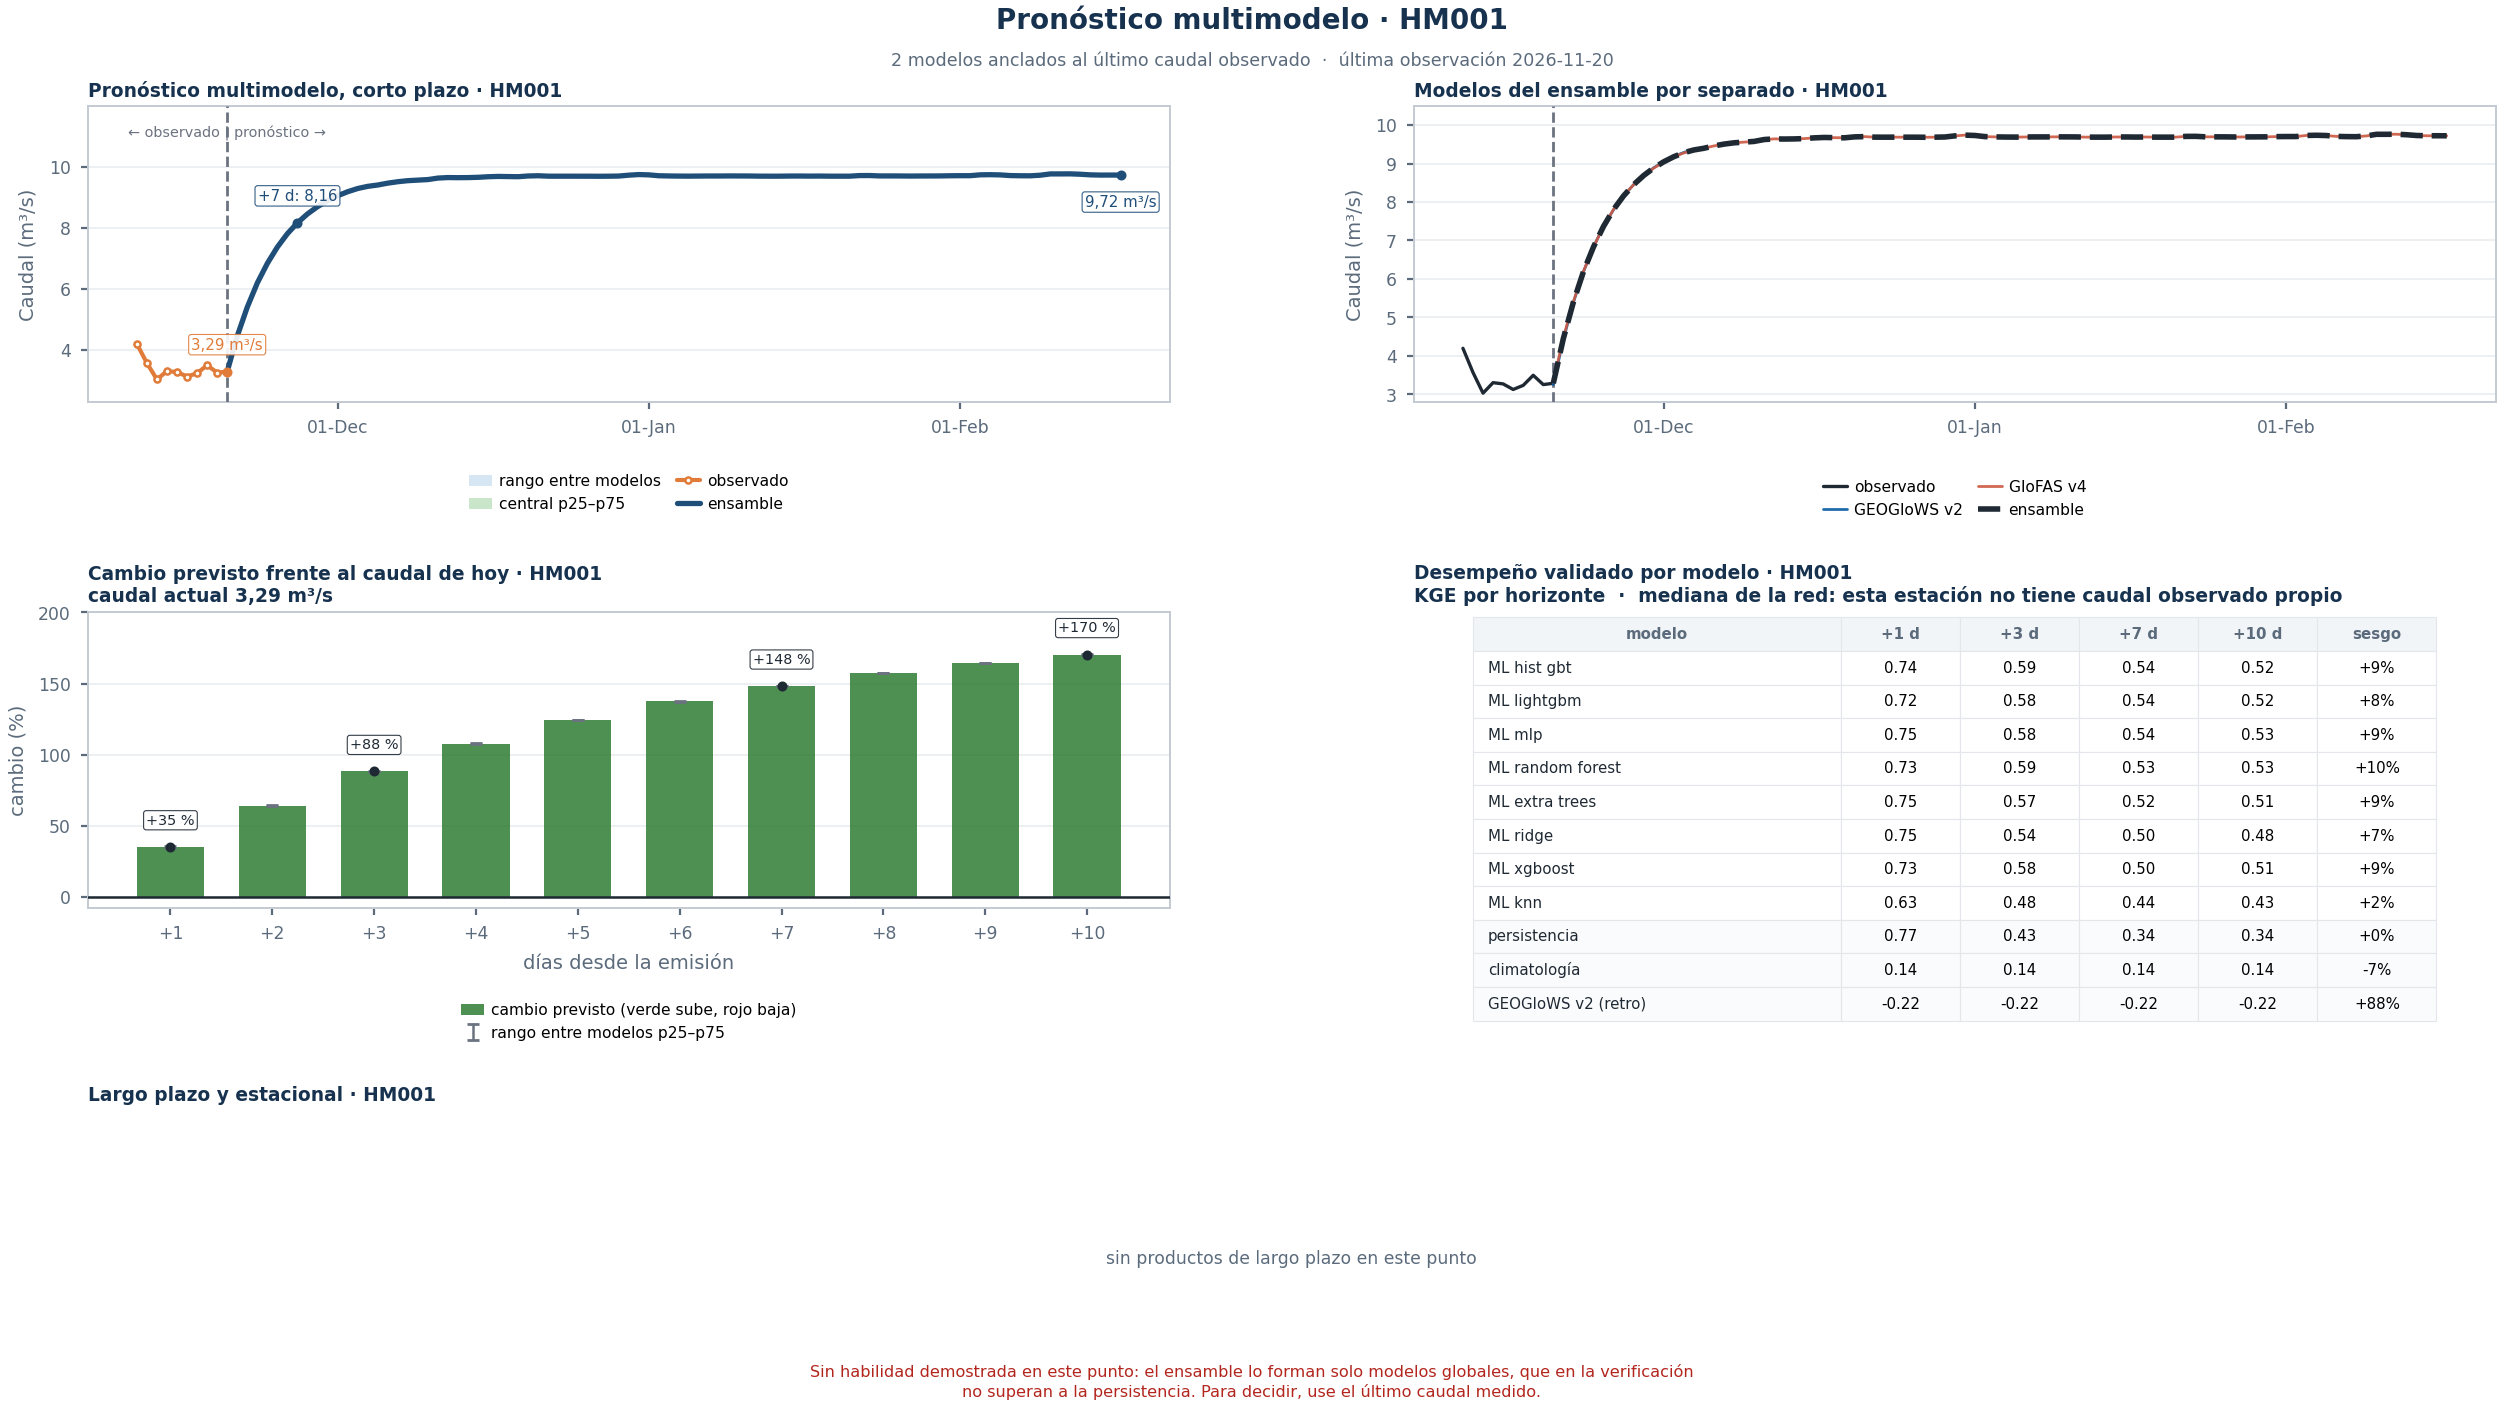 Pronóstico multimodelo · HM001
2 modelos anclados al último caudal observado · última observación 2026-11-20
Pronóstico multimodelo, corto plazo · HM001
← observado | pronóstico →
Caudal (m³/s)
10
8
6
4
+7 d: 8,16
9,72 m³/s
3,29 m³/s
01-Dec 01-Jan 01-Feb
rango entre modelos
central p25–p75
observado
ensable
Modelos del ensamble por separado · HM001
Caudal (m³/s)
10
9
8
7
6
5
4
3
01-Dec 01-Jan 01-Feb
observado
GEOGloWS v2
GloFAS v4
ensamble
Cambio previsto frente al caudal de hoy · HM001
caudal actual 3,29 m³/s
cambio (%)
200
150
100
50
0
+35 %
+88 %
+148 %
+170 %
+1 +2 +3 +4 +5 +6 +7 +8 +9 +10
días desde la emisión
cambio previsto (verde sube, rojo baja)
rango entre modelos p25–p75
Desempeño validado por modelo · HM001
KGE por horizonte · mediana de la red: esta estación no tiene caudal observado propio
modelo +1 d +3 d +7 d +10 d sesgo
ML hist gbt 0.74 0.59 0.54 0.52 +9%
ML lightgbm 0.72 0.58 0.54 0.52 +8%
ML mlp 0.75 0.58 0.54 0.53 +9%
ML random forest 0.73 0.59 0.53 0.53 +10%
ML extra trees 0.75 0.57 0.52 0.51 +9%
ML ridge 0.75 0.54 0.50 0.48 +7%
ML xgboost 0.73 0.58 0.50 0.51 +9%
ML knn 0.63 0.48 0.44 0.43 +2%
persistencia 0.77 0.43 0.34 0.34 +0%
climatología 0.14 0.14 0.14 0.14 -7%
GEOGloWS v2 (retro) -0.22 -0.22 -0.22 -0.22 +88%
Largo plazo y estacional · HM001
sin productos de largo plazo en este punto
Sin habilidad demostrada en este punto: el ensamble lo forman solo modelos globales, que en la verificación
no superan a la persistencia. Para decidir, use el último caudal medido.